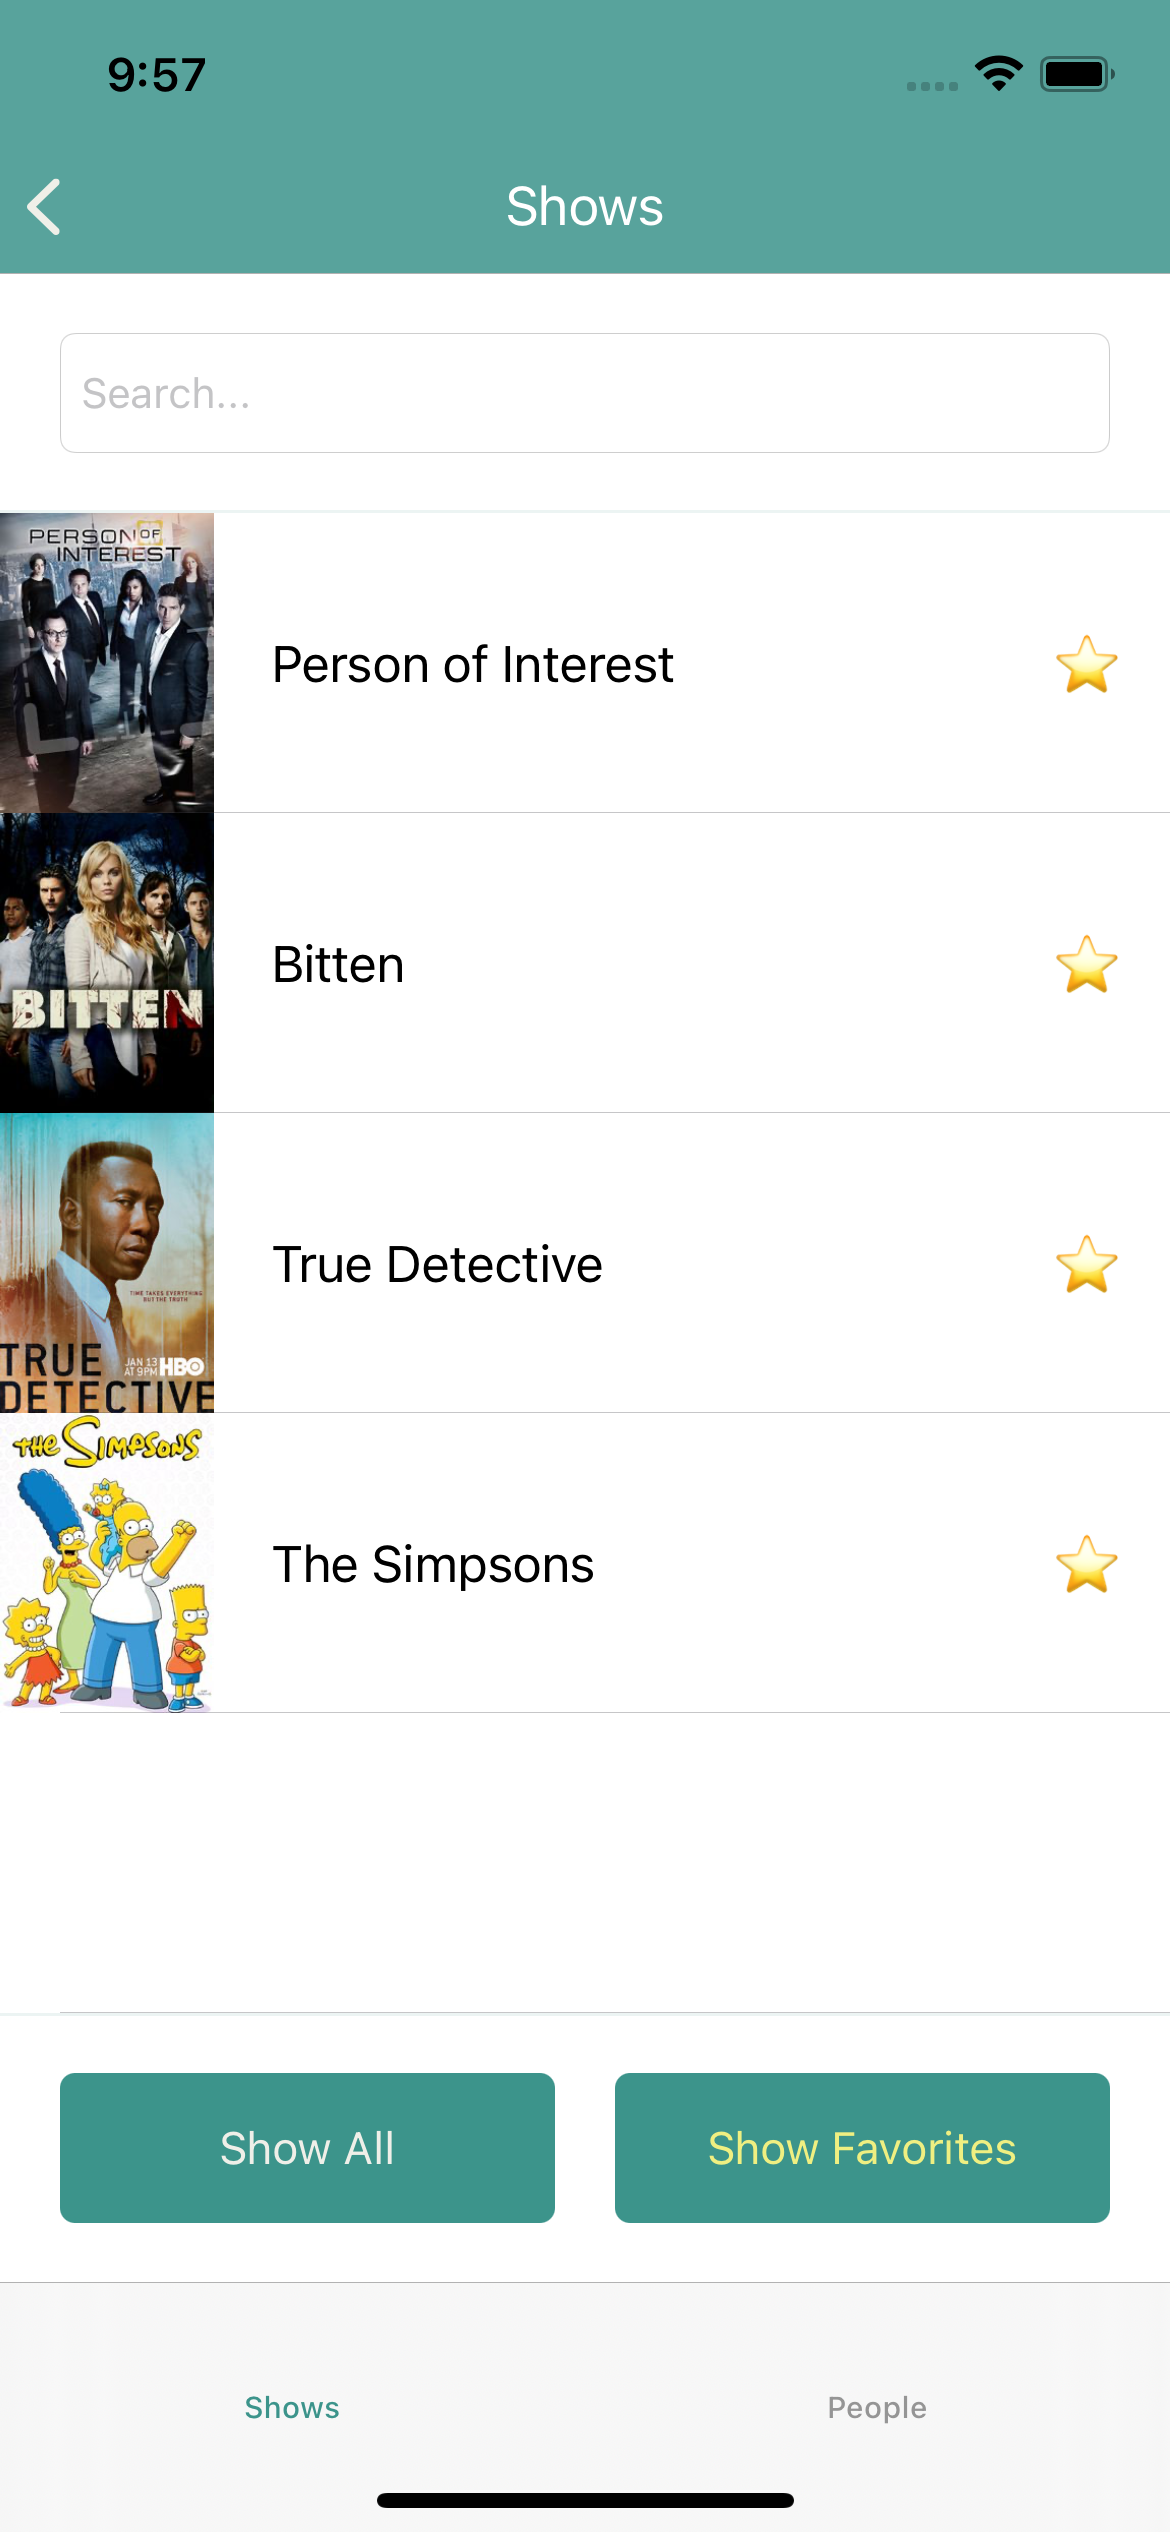 9:57
Shows
Search...
PERSON OF
INTEREST
Person of Interest
BITTEN
Bitten
TIME TAKES EVERYTHING
BUT THE TRUTH
TRUE
DETECTIVE
JAN 13
AT 9PM HBO
True Detective
THE SIMPSONS
The Simpsons
Show All
Show Favorites
Shows
People